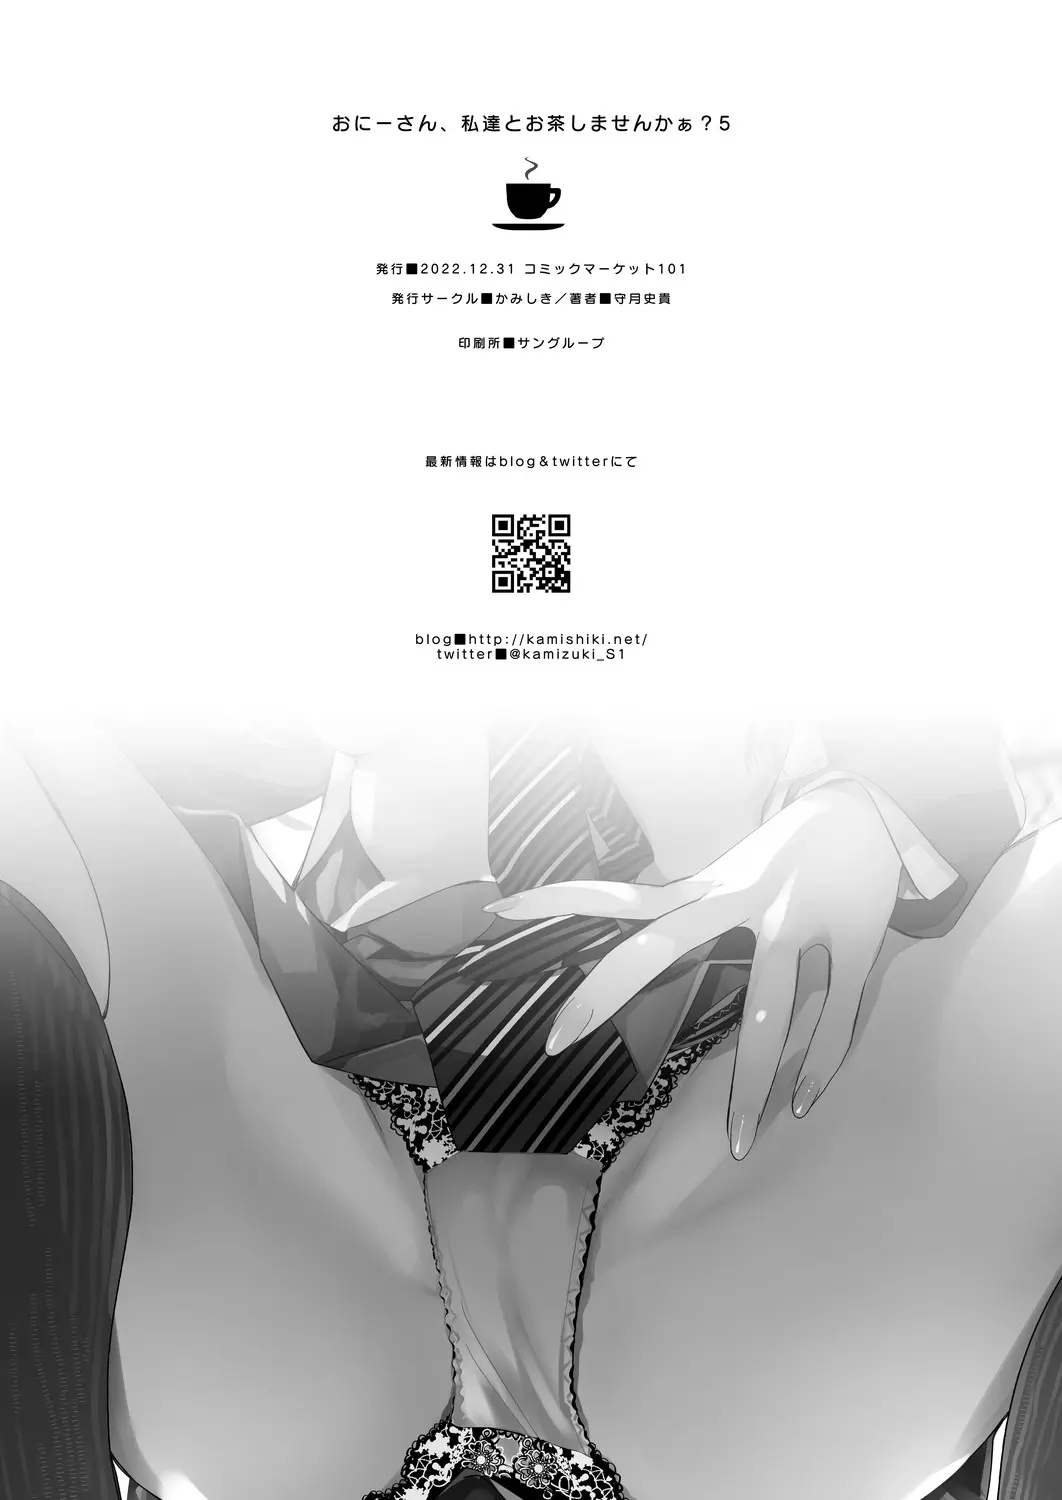 おにーさん、私達とお茶しませんかぁ？5
発行■2022.12.31 コミックマーケット101
発行サークル■かみしき／著者■守月史貴
印刷所■サングループ
最新情報はblog＆twitterにて
blog■http://kamishiki.net/
twitter■@kamizuki_S1